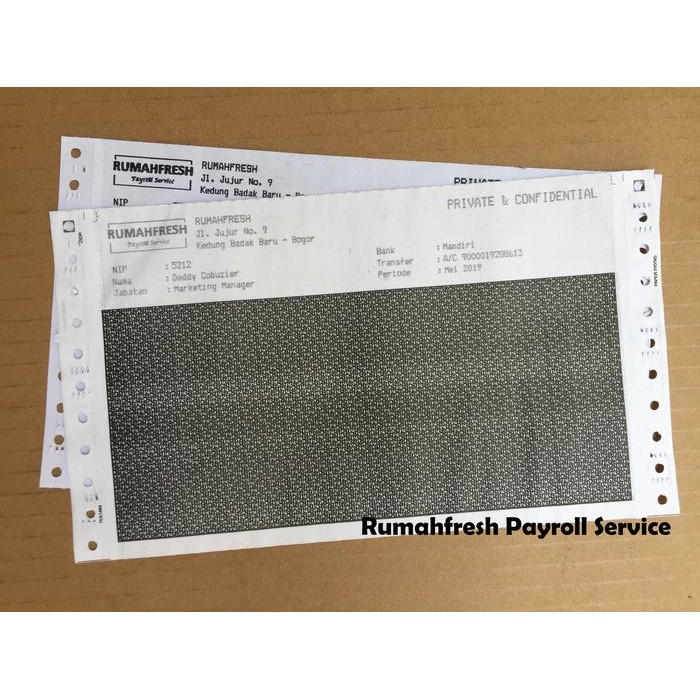 RUMAHFRESH
Payroll Service
RUMAHFRESH
Jl. Jujur No. 9
Kedung Badak Baru -
PRIVATE
NIP
RUMAHFRESH
Payroll Service
RUMAHFRESH
Jl. Jujur No. 9
Kedung Badak Baru - Bogor
PRIVATE & CONFIDENTIAL
NIP : 5212
Nama : Deddy Cobuzier
Jabatan : Marketing Manager
Bank : Mandiri
Transfer : A/C 9000019288613
Periode : Mei 2019
Rumahfresh Payroll Service